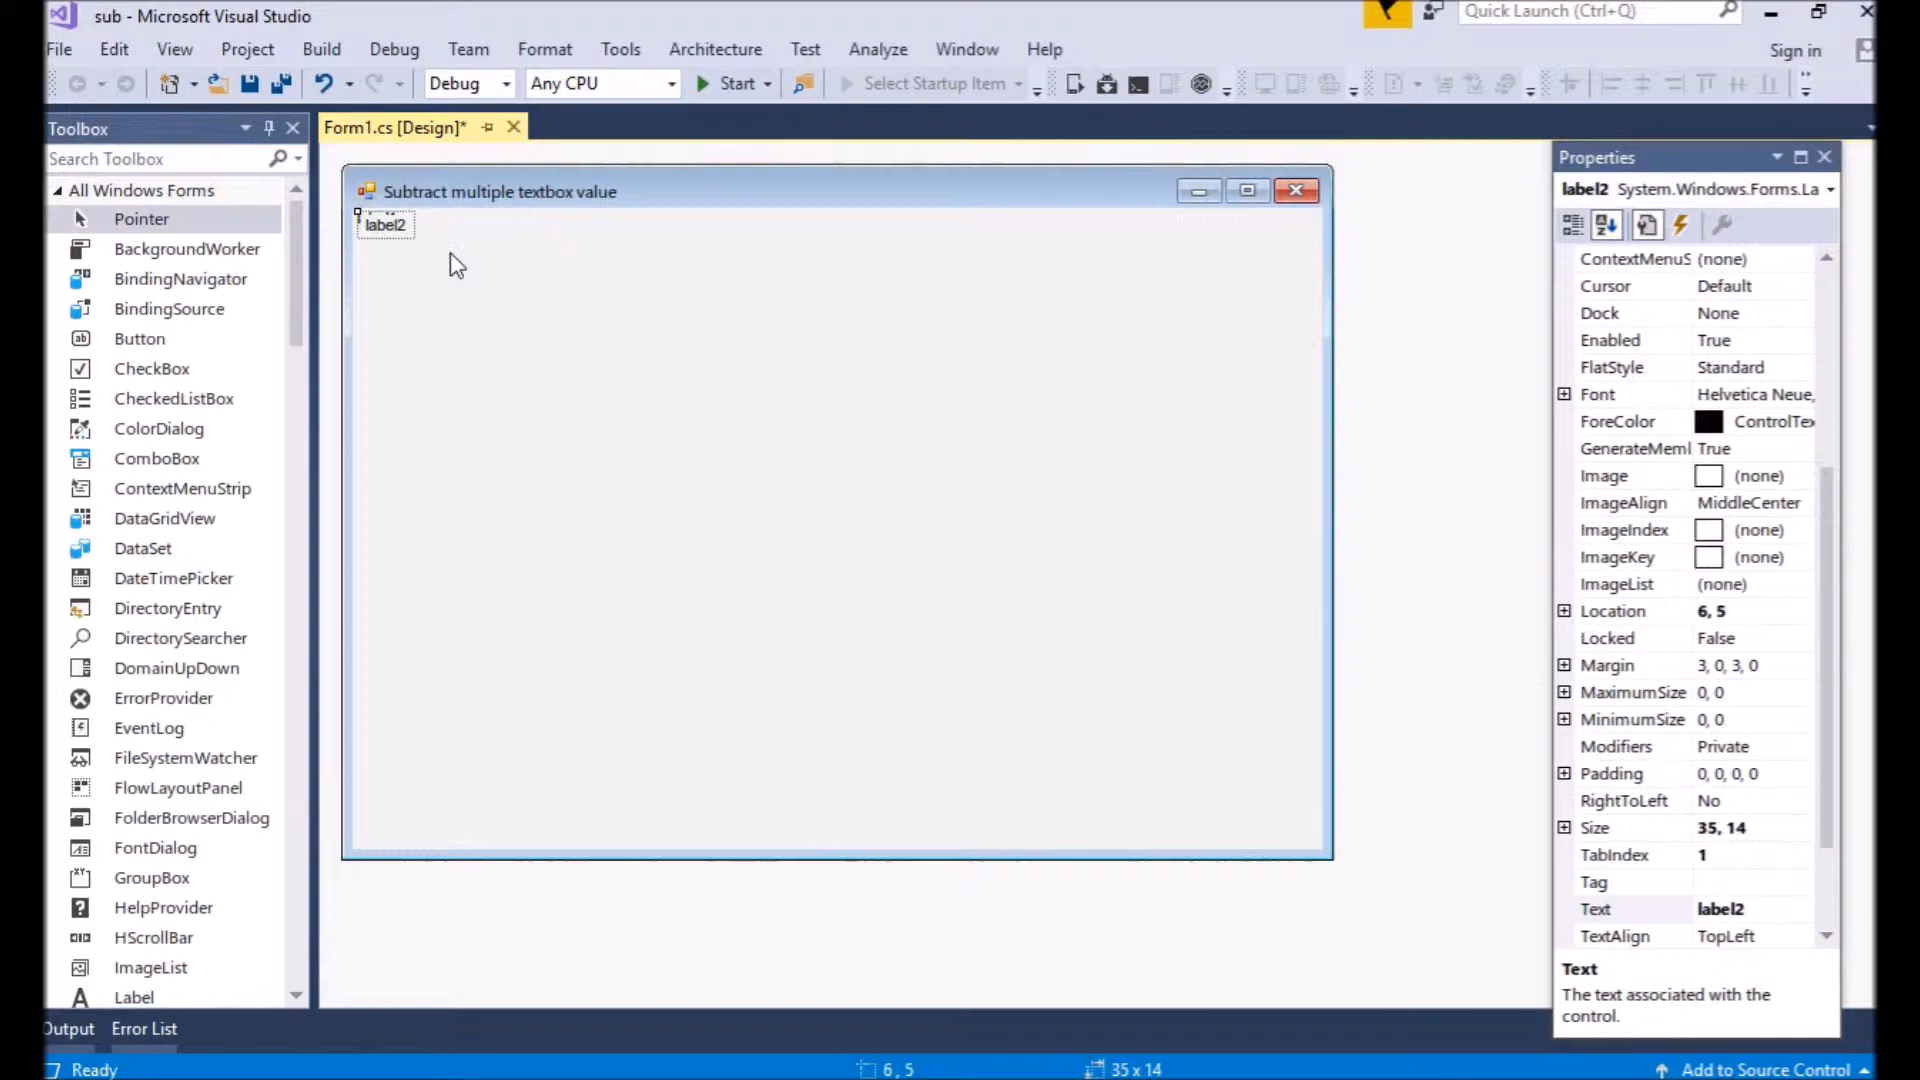 sub - Microsoft Visual Studio
Quick Launch (Ctrl+Q)
File Edit View Project Build Debug Team Format Tools Architecture Test Analyze Window Help
Sign in
Debug Any CPU Start Select Startup Item
Toolbox
Form1.cs [Design]*
Search Toolbox
All Windows Forms
Pointer
BackgroundWorker
BindingNavigator
BindingSource
Button
CheckBox
CheckedListBox
ColorDialog
ComboBox
ContextMenuStrip
DataGridView
DataSet
DateTimePicker
DirectoryEntry
DirectorySearcher
DomainUpDown
ErrorProvider
EventLog
FileSystemWatcher
FlowLayoutPanel
FolderBrowserDialog
FontDialog
GroupBox
HelpProvider
HScrollBar
ImageList
Label
Subtract multiple textbox value
label2
Properties
label2 System.Windows.Forms.La
ContextMenuS (none)
Cursor Default
Dock None
Enabled True
FlatStyle Standard
Font Helvetica Neue,
ForeColor ControlTex
GenerateMeml True
Image (none)
ImageAlign MiddleCenter
ImageIndex (none)
ImageKey (none)
ImageList (none)
Location 6, 5
Locked False
Margin 3, 0, 3, 0
MaximumSize 0, 0
MinimumSize 0, 0
Modifiers Private
Padding 0, 0, 0, 0
RightToLeft No
Size 35, 14
TabIndex 1
Tag
Text label2
TextAlign TopLeft
Text
The text associated with the
control.
Output Error List
Ready 6 , 5 35 x 14 Add to Source Control